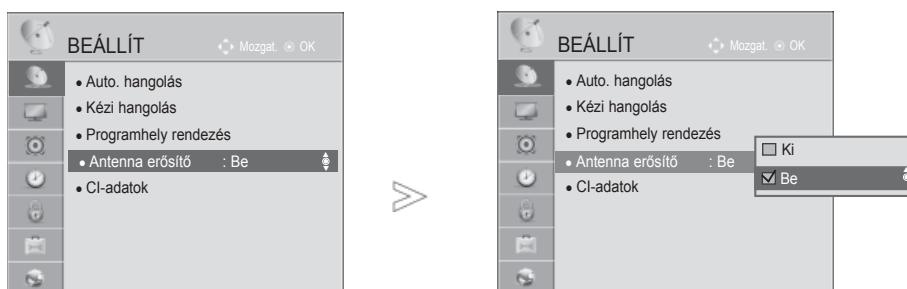 BEÁLLÍT
Mozgat. OK
• Auto. hangolás
• Kézi hangolás
• Programhely rendezés
• Antenna erősítő : Be
• CI-adatok
BEÁLLÍT
Mozgat. OK
• Auto. hangolás
• Kézi hangolás
• Programhely rendezés
• Antenna erősítő : Be
• CI-adatok
Ki
Be